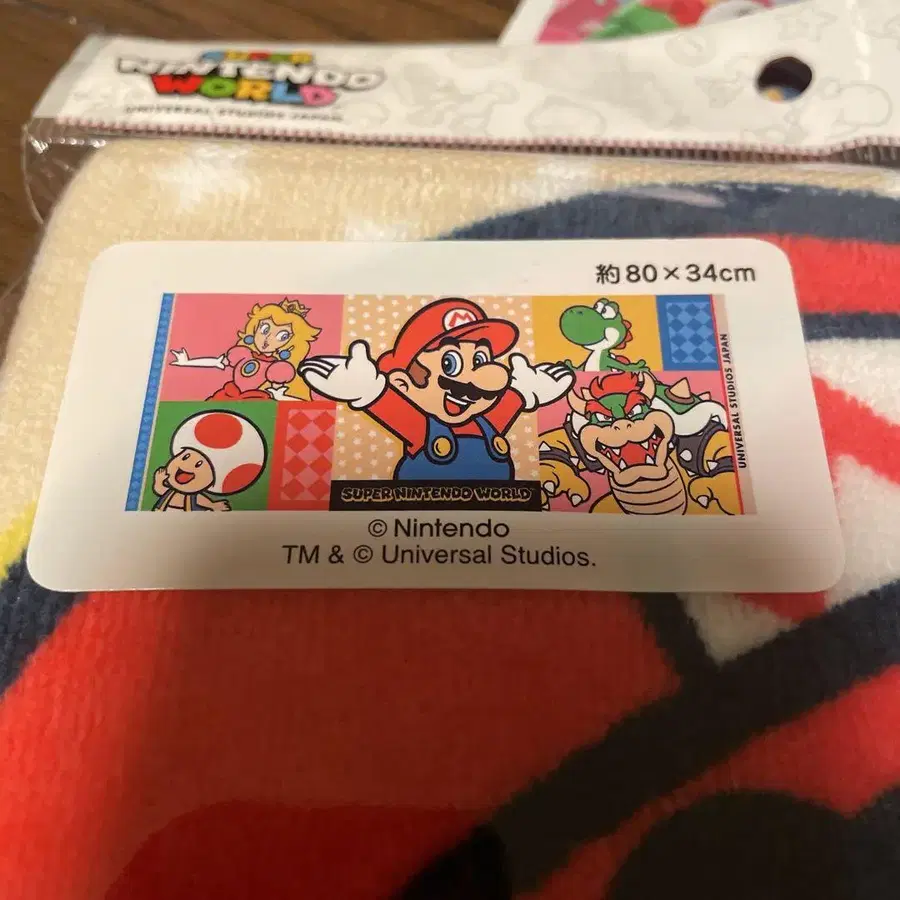 SUPER
NINTENDO
WORLD
UNIVERSAL STUDIOS JAPAN
約80×34cm
M
UNIVERSAL STUDIOS JAPAN
SUPER NINTENDO WORLD
© Nintendo
TM & © Universal Studios.